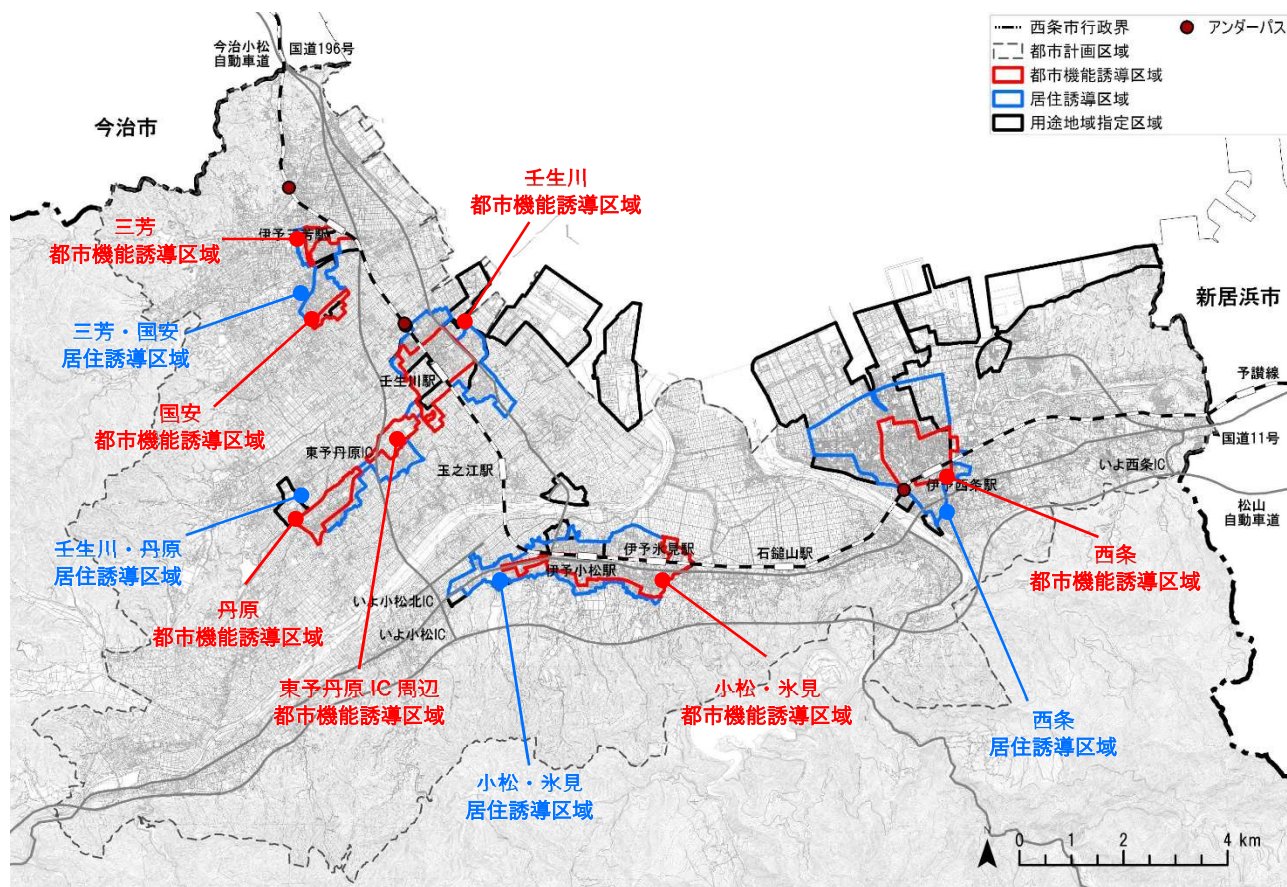 西条市行政界
アンダーパス
都市計画区域
都市機能誘導区域
居住誘導区域
用途地域指定区域
今治小松
自動車道
国道196号
今治市
壬生川
都市機能誘導区域
三芳
都市機能誘導区域
伊予三芳駅
新居浜市
三芳・国安
居住誘導区域
壬生川駅
予讃線
国安
都市機能誘導区域
国道11号
東予丹原IC
玉之江駅
いよ西条IC
伊予西条駅
松山
自動車道
壬生川・丹原
居住誘導区域
伊予氷見駅
石鎚山駅
伊予小松駅
西条
都市機能誘導区域
いよ小松北IC
丹原
都市機能誘導区域
いよ小松IC
東予丹原IC周辺
都市機能誘導区域
小松・氷見
都市機能誘導区域
西条
居住誘導区域
小松・氷見
居住誘導区域
0 1 2 4 km